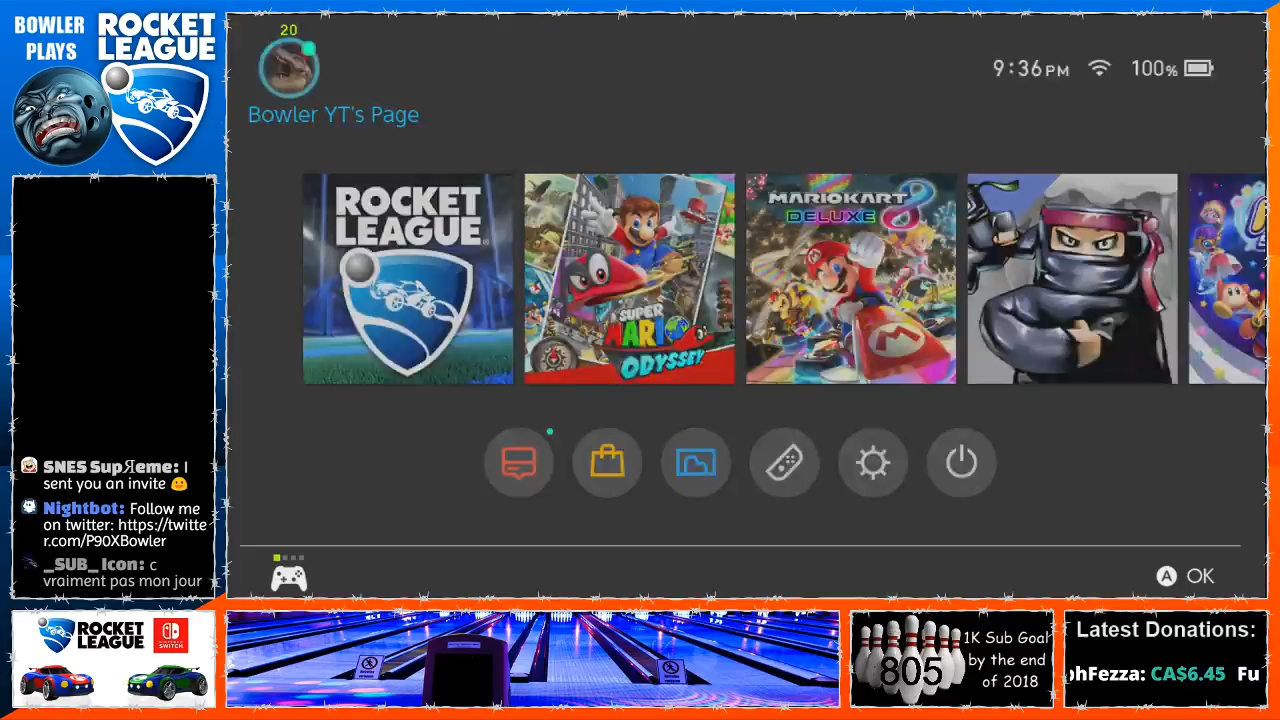 BOWLER
PLAYS
ROCKET
LEAGUE
20
Bowler YT's Page
9:36PM
100%
ROCKET
LEAGUE
SUPER
MARIO
ODYSSEY
MARIOKART 8
DELUXE
M
SNES SupЯeme: I
sent you an invite
Nightbot: Follow me
on twitter: https://twitte
r.com/P90XBowler
_SUB_Icon: c
vraiment pas mon jour
A OK
ROCKET
LEAGUE
NINTENDO
SWITCH
805
1K Sub Goal
by the end
of 2018
Latest Donations:
phFezza: CA$6.45 Fu